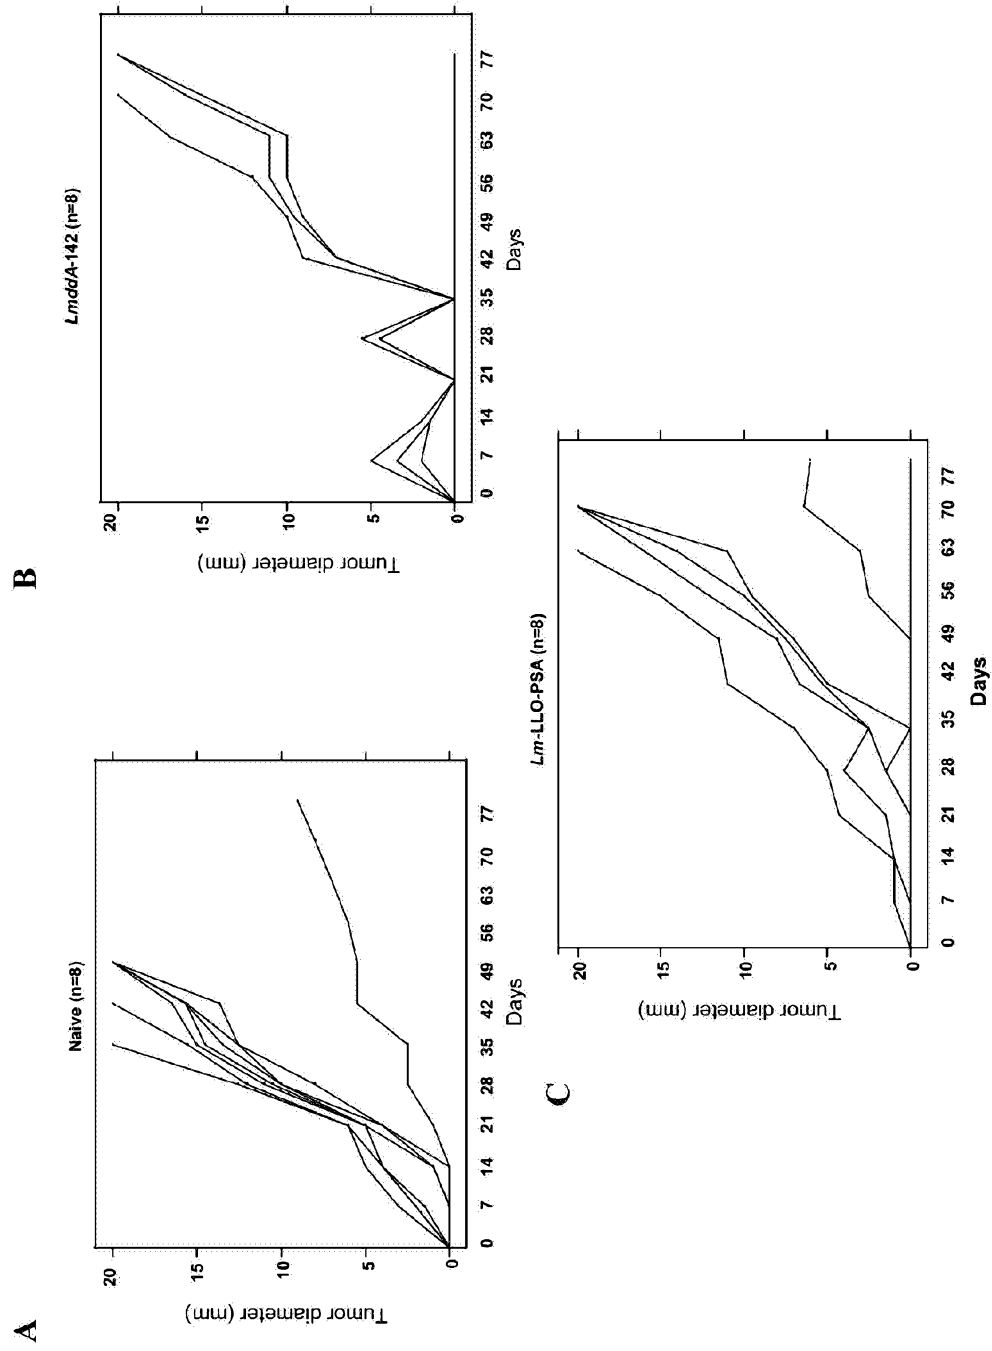 A
Naive (n=8)
Tumor diameter (mm)
20
15
10
5
0
0 7 14 21 28 35 42 49 56 63 70 77
Days
B
LmddA-142 (n=8)
Tumor diameter (mm)
20
15
10
5
0
0 7 14 21 28 35 42 49 56 63 70 77
Days
C
Lm-LLO-PSA (n=8)
Tumor diameter (mm)
20
15
10
5
0
0 7 14 21 28 35 42 49 56 63 70 77
Days